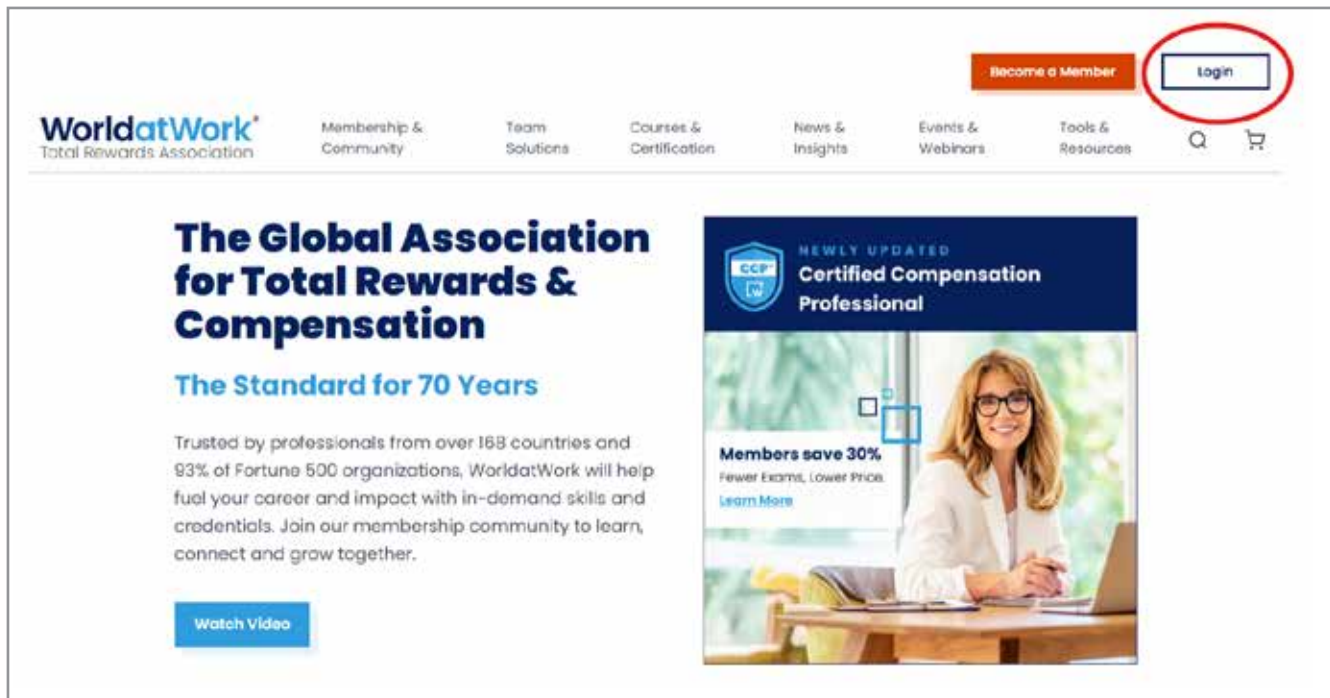 Become a Member
Login
WorldatWork®
Total Rewards Association
Membership &
Community
Team
Solutions
Courses &
Certification
News &
Insights
Events &
Webinars
Tools &
Resources
The Global Association
for Total Rewards &
Compensation
The Standard for 70 Years
Trusted by professionals from over 168 countries and
93% of Fortune 500 organizations, WorldatWork will help
fuel your career and impact with in-demand skills and
credentials. Join our membership community to learn,
connect and grow together.
Watch Video
CCP™
W
NEWLY UPDATED
Certified Compensation
Professional
Members save 30%
Fewer Exams, Lower Price.
Learn More